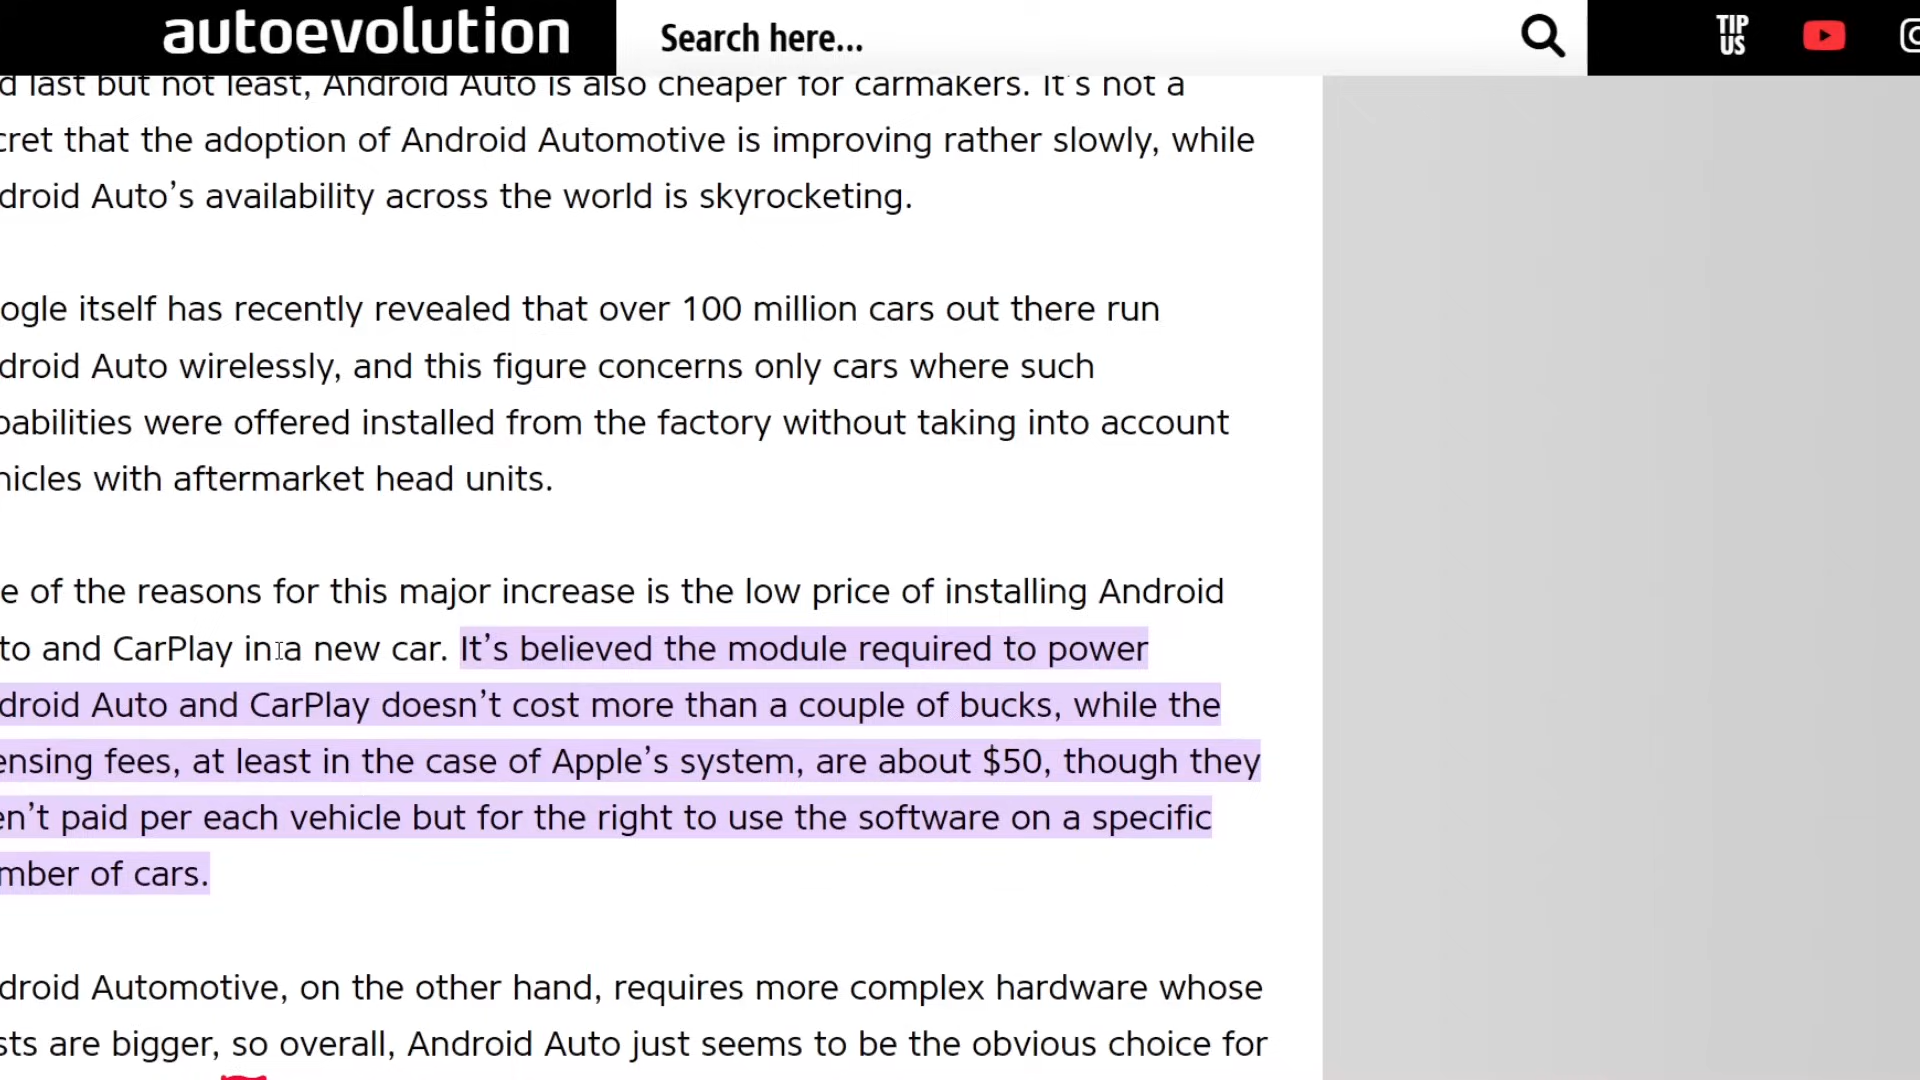 autoevolution
Search here...
TIP
US
d last but not least, Android Auto is also cheaper for carmakers. It's not a
cret that the adoption of Android Automotive is improving rather slowly, while
droid Auto’s availability across the world is skyrocketing.
ogle itself has recently revealed that over 100 million cars out there run
droid Auto wirelessly, and this figure concerns only cars where such
pabilities were offered installed from the factory without taking into account
hicles with aftermarket head units.
e of the reasons for this major increase is the low price of installing Android
to and CarPlay in a new car. It’s believed the module required to power
droid Auto and CarPlay doesn’t cost more than a couple of bucks, while the
ensing fees, at least in the case of Apple’s system, are about $50, though they
en’t paid per each vehicle but for the right to use the software on a specific
mber of cars.
droid Automotive, on the other hand, requires more complex hardware whose
sts are bigger, so overall, Android Auto just seems to be the obvious choice for